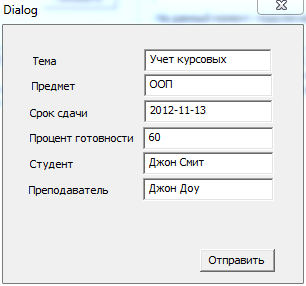 Dialog
Тема Учет курсовых
Предмет ООП
Срок сдачи 2012-11-13
Процент готовности 60
Студент Джон Смит
Преподаватель Джон Доу
Отправить